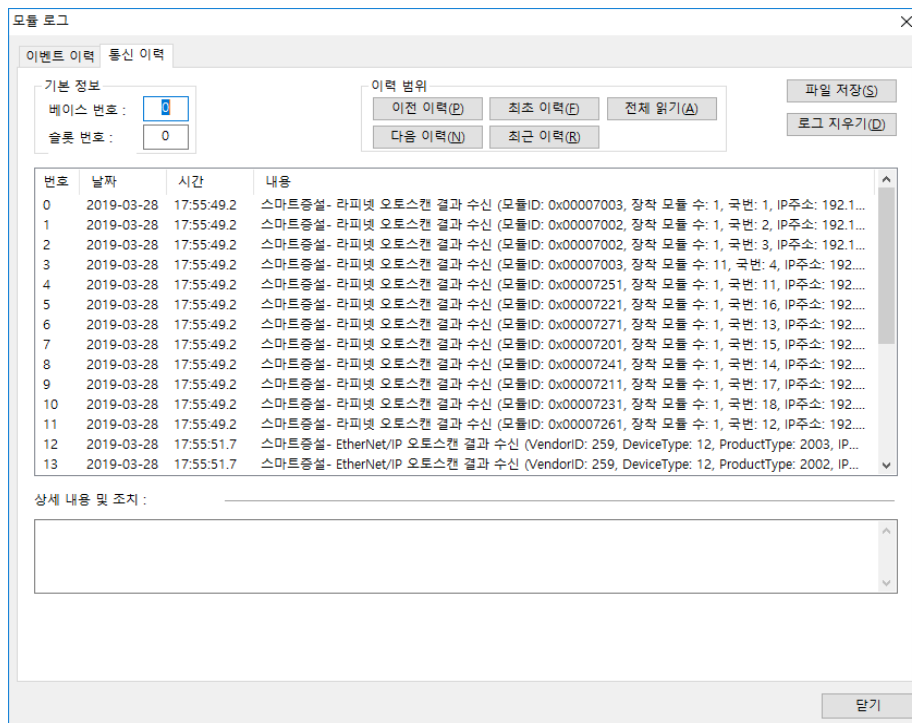 모듈 로그
이벤트 이력 통신 이력
기본 정보
베이스 번호 : 0
슬롯 번호 : 0
이력 범위
이전 이력(P) 최초 이력(F) 전체 읽기(A)
다음 이력(N) 최근 이력(R)
파일 저장(S)
로그 지우기(D)
번호 날짜 시간 내용
0 2019-03-28 17:55:49.2 스마트증설- 라피넷 오토스캔 결과 수신 (모듈ID: 0x00007003, 장착 모듈 수: 1, 국번: 1, IP주소: 192.1...
1 2019-03-28 17:55:49.2 스마트증설- 라피넷 오토스캔 결과 수신 (모듈ID: 0x00007002, 장착 모듈 수: 1, 국번: 2, IP주소: 192.1...
2 2019-03-28 17:55:49.2 스마트증설- 라피넷 오토스캔 결과 수신 (모듈ID: 0x00007002, 장착 모듈 수: 1, 국번: 3, IP주소: 192.1...
3 2019-03-28 17:55:49.2 스마트증설- 라피넷 오토스캔 결과 수신 (모듈ID: 0x00007003, 장착 모듈 수: 11, 국번: 4, IP주소: 192....
4 2019-03-28 17:55:49.2 스마트증설- 라피넷 오토스캔 결과 수신 (모듈ID: 0x00007251, 장착 모듈 수: 1, 국번: 11, IP주소: 192....
5 2019-03-28 17:55:49.2 스마트증설- 라피넷 오토스캔 결과 수신 (모듈ID: 0x00007221, 장착 모듈 수: 1, 국번: 16, IP주소: 192....
6 2019-03-28 17:55:49.2 스마트증설- 라피넷 오토스캔 결과 수신 (모듈ID: 0x00007271, 장착 모듈 수: 1, 국번: 13, IP주소: 192....
7 2019-03-28 17:55:49.2 스마트증설- 라피넷 오토스캔 결과 수신 (모듈ID: 0x00007201, 장착 모듈 수: 1, 국번: 15, IP주소: 192....
8 2019-03-28 17:55:49.2 스마트증설- 라피넷 오토스캔 결과 수신 (모듈ID: 0x00007241, 장착 모듈 수: 1, 국번: 14, IP주소: 192....
9 2019-03-28 17:55:49.2 스마트증설- 라피넷 오토스캔 결과 수신 (모듈ID: 0x00007211, 장착 모듈 수: 1, 국번: 17, IP주소: 192....
10 2019-03-28 17:55:49.2 스마트증설- 라피넷 오토스캔 결과 수신 (모듈ID: 0x00007231, 장착 모듈 수: 1, 국번: 18, IP주소: 192....
11 2019-03-28 17:55:49.2 스마트증설- 라피넷 오토스캔 결과 수신 (모듈ID: 0x00007261, 장착 모듈 수: 1, 국번: 12, IP주소: 192....
12 2019-03-28 17:55:51.7 스마트증설- EtherNet/IP 오토스캔 결과 수신 (VendorID: 259, DeviceType: 12, ProductType: 2003, IP...
13 2019-03-28 17:55:51.7 스마트증설- EtherNet/IP 오토스캔 결과 수신 (VendorID: 259, DeviceType: 12, ProductType: 2002, IP...
상세 내용 및 조치 :
닫기